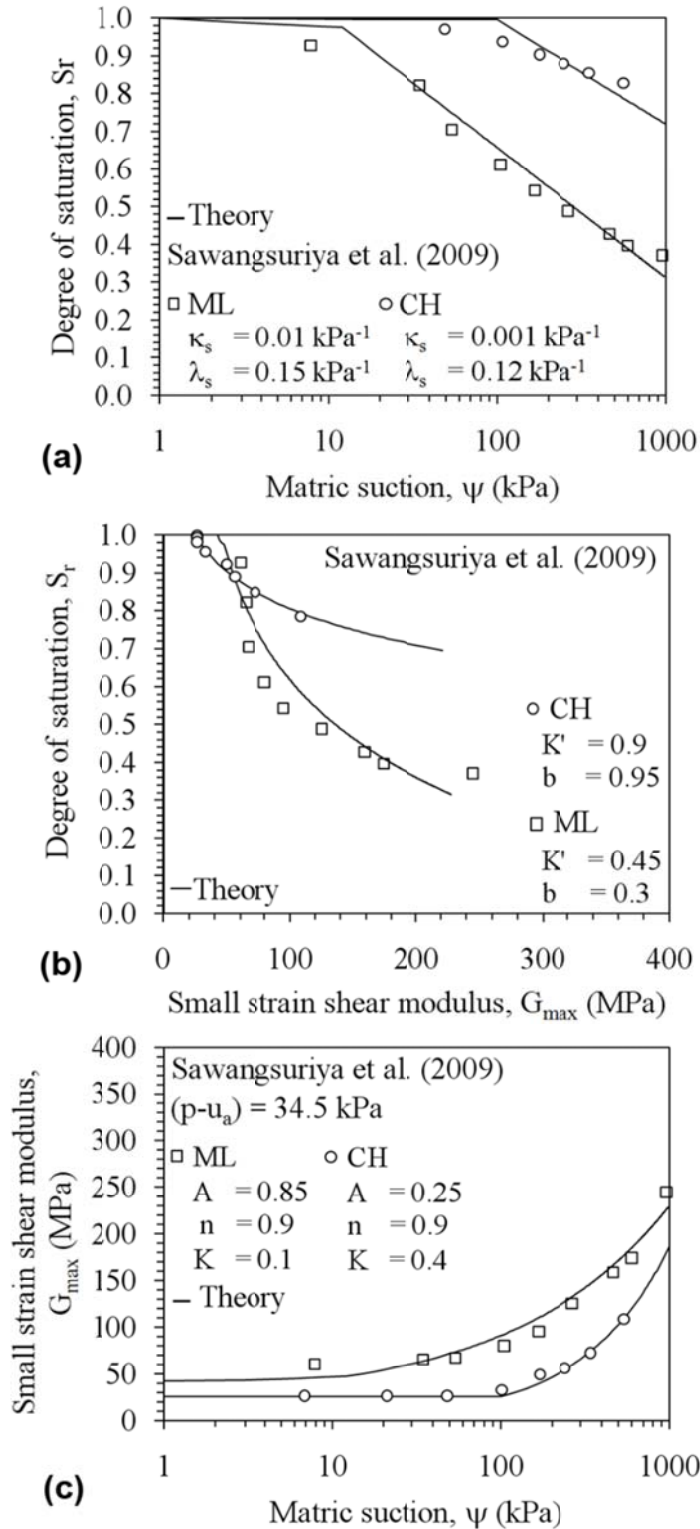 1.0
0.9
0.8
0.7
0.6
0.5
0.4
0.3
0.2
0.1
0.0
Degree of saturation, Sr
— Theory
Sawangsuriya et al. (2009)
□ ML ○ CH
κs = 0.01 kPa-1 κs = 0.001 kPa-1
λs = 0.15 kPa-1 λs = 0.12 kPa-1
1 10 100 1000
(a)
Matric suction, ψ (kPa)
1.0
0.9
0.8
0.7
0.6
0.5
0.4
0.3
0.2
0.1
0.0
Degree of saturation, Sr
Sawangsuriya et al. (2009)
○ CH
K' = 0.9
b = 0.95
□ ML
K' = 0.45
b = 0.3
— Theory
0 100 200 300 400
(b)
Small strain shear modulus, Gmax (MPa)
400
350
300
250
200
150
100
50
0
Small strain shear modulus,
Gmax (MPa)
Sawangsuriya et al. (2009)
(p-ua) = 34.5 kPa
□ ML ○ CH
A = 0.85 A = 0.25
n = 0.9 n = 0.9
K = 0.1 K = 0.4
— Theory
1 10 100 1000
(c)
Matric suction, ψ (kPa)